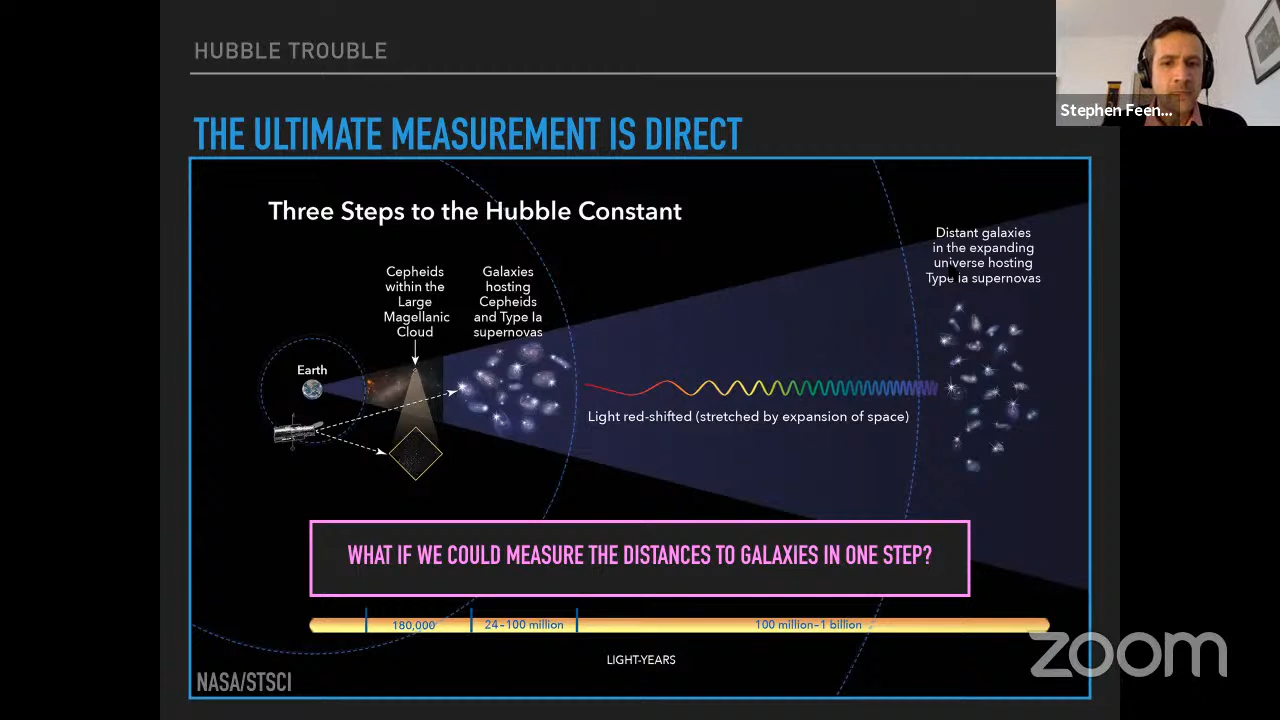 HUBBLE TROUBLE
Stephen Feen...
THE ULTIMATE MEASUREMENT IS DIRECT
Three Steps to the Hubble Constant
Distant galaxies
in the expanding
universe hosting
Type Ia supernovas
Cepheids
within the
Large
Magellanic
Cloud
Galaxies
hosting
Cepheids
and Type Ia
supernovas
Earth
Light red-shifted (stretched by expansion of space)
WHAT IF WE COULD MEASURE THE DISTANCES TO GALAXIES IN ONE STEP?
180,000
24–100 million
100 million–1 billion
LIGHT-YEARS
zoom
NASA/STSCI